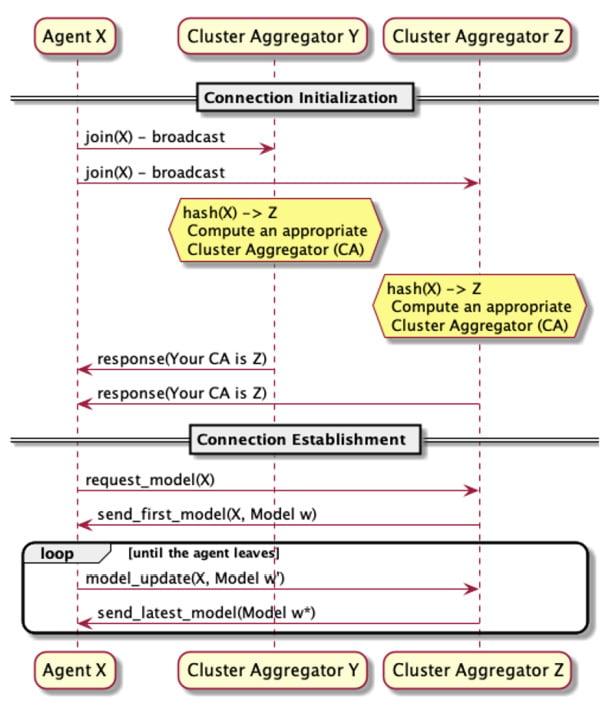 Agent X
Cluster Aggregator Y
Cluster Aggregator Z
Connection Initialization
join(X) - broadcast
join(X) - broadcast
hash(X) -> Z
Compute an appropriate
Cluster Aggregator (CA)
hash(X) -> Z
Compute an appropriate
Cluster Aggregator (CA)
response(Your CA is Z)
response(Your CA is Z)
Connection Establishment
request_model(X)
send_first_model(X, Model w)
loop [until the agent leaves]
model_update(X, Model w')
send_latest_model(Model w*)
Agent X
Cluster Aggregator Y
Cluster Aggregator Z